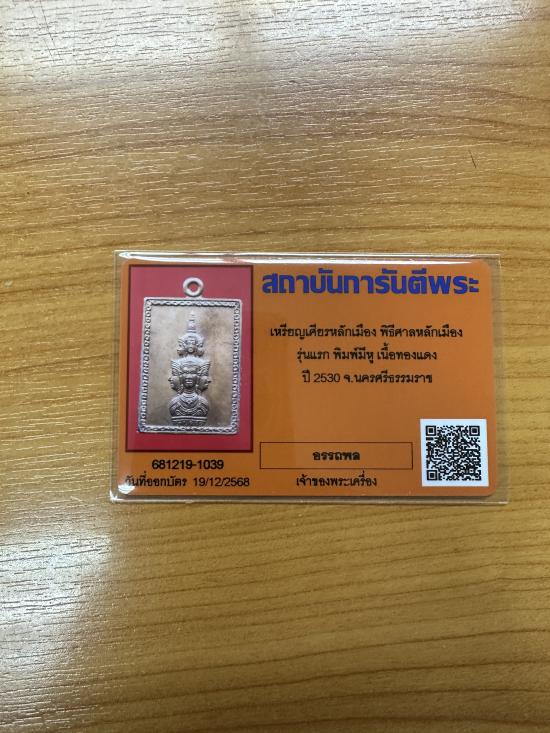 สถาบันการันตีพระ
เหรียญเศียรหลักเมือง พิธีศาลหลักเมือง
รุ่นแรก พิมพ์มีหู เนื้อทองแดง
ปี 2530 จ.นครศรีธรรมราช
อรรถพล
เจ้าของพระเครื่อง
681219-1039
วันที่ออกบัตร 19/12/2568